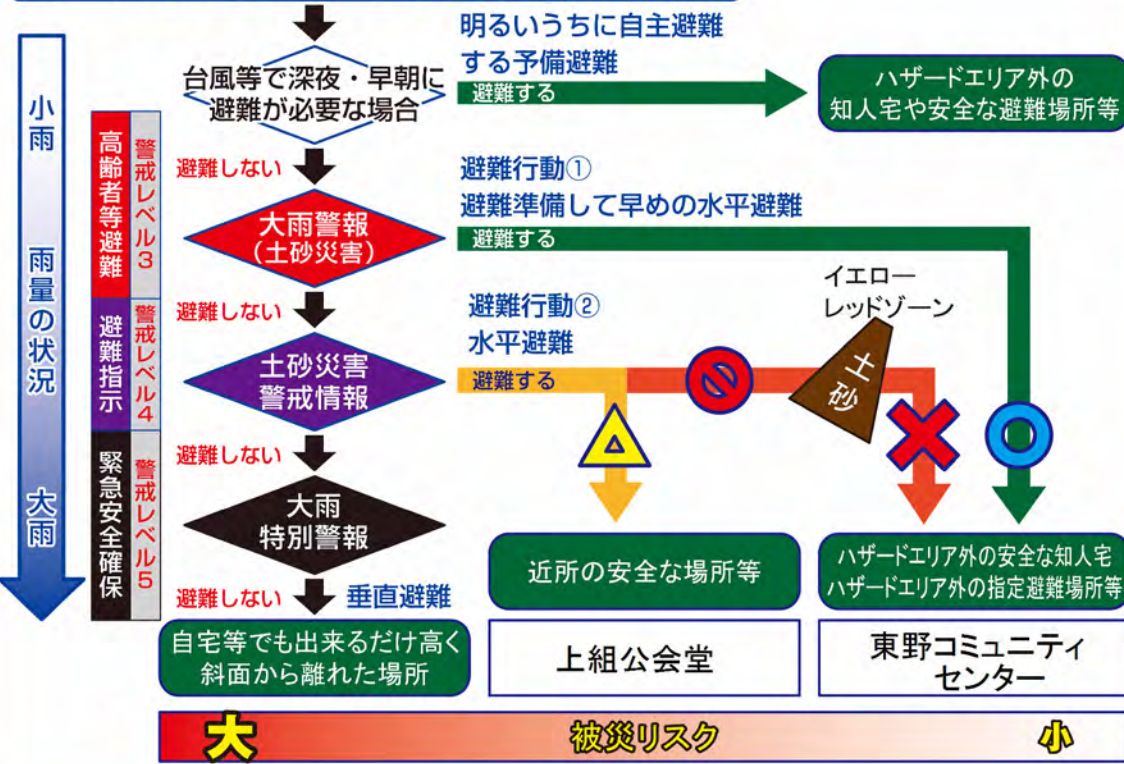 明るいうちに自主避難
する予備避難
台風等で深夜・早朝に
避難が必要な場合
避難する
ハザードエリア外の
知人宅や安全な避難場所等
小雨
雨量の状況
大雨
高齢者等避難
警戒レベル3
避難しない
避難行動①
避難準備して早めの水平避難
大雨警報
(土砂災害)
避難する
避難指示
警戒レベル4
避難しない
避難行動②
水平避難
土砂災害
警戒情報
避難する
イエロー
レッドゾーン
土砂
緊急安全確保
警戒レベル5
避難しない
大雨
特別警報
近所の安全な場所等
ハザードエリア外の安全な知人宅
ハザードエリア外の指定避難場所等
避難しない
垂直避難
自宅等でも出来るだけ高く
斜面から離れた場所
上組公会堂
東野コミュニティ
センター
大
被災リスク
小